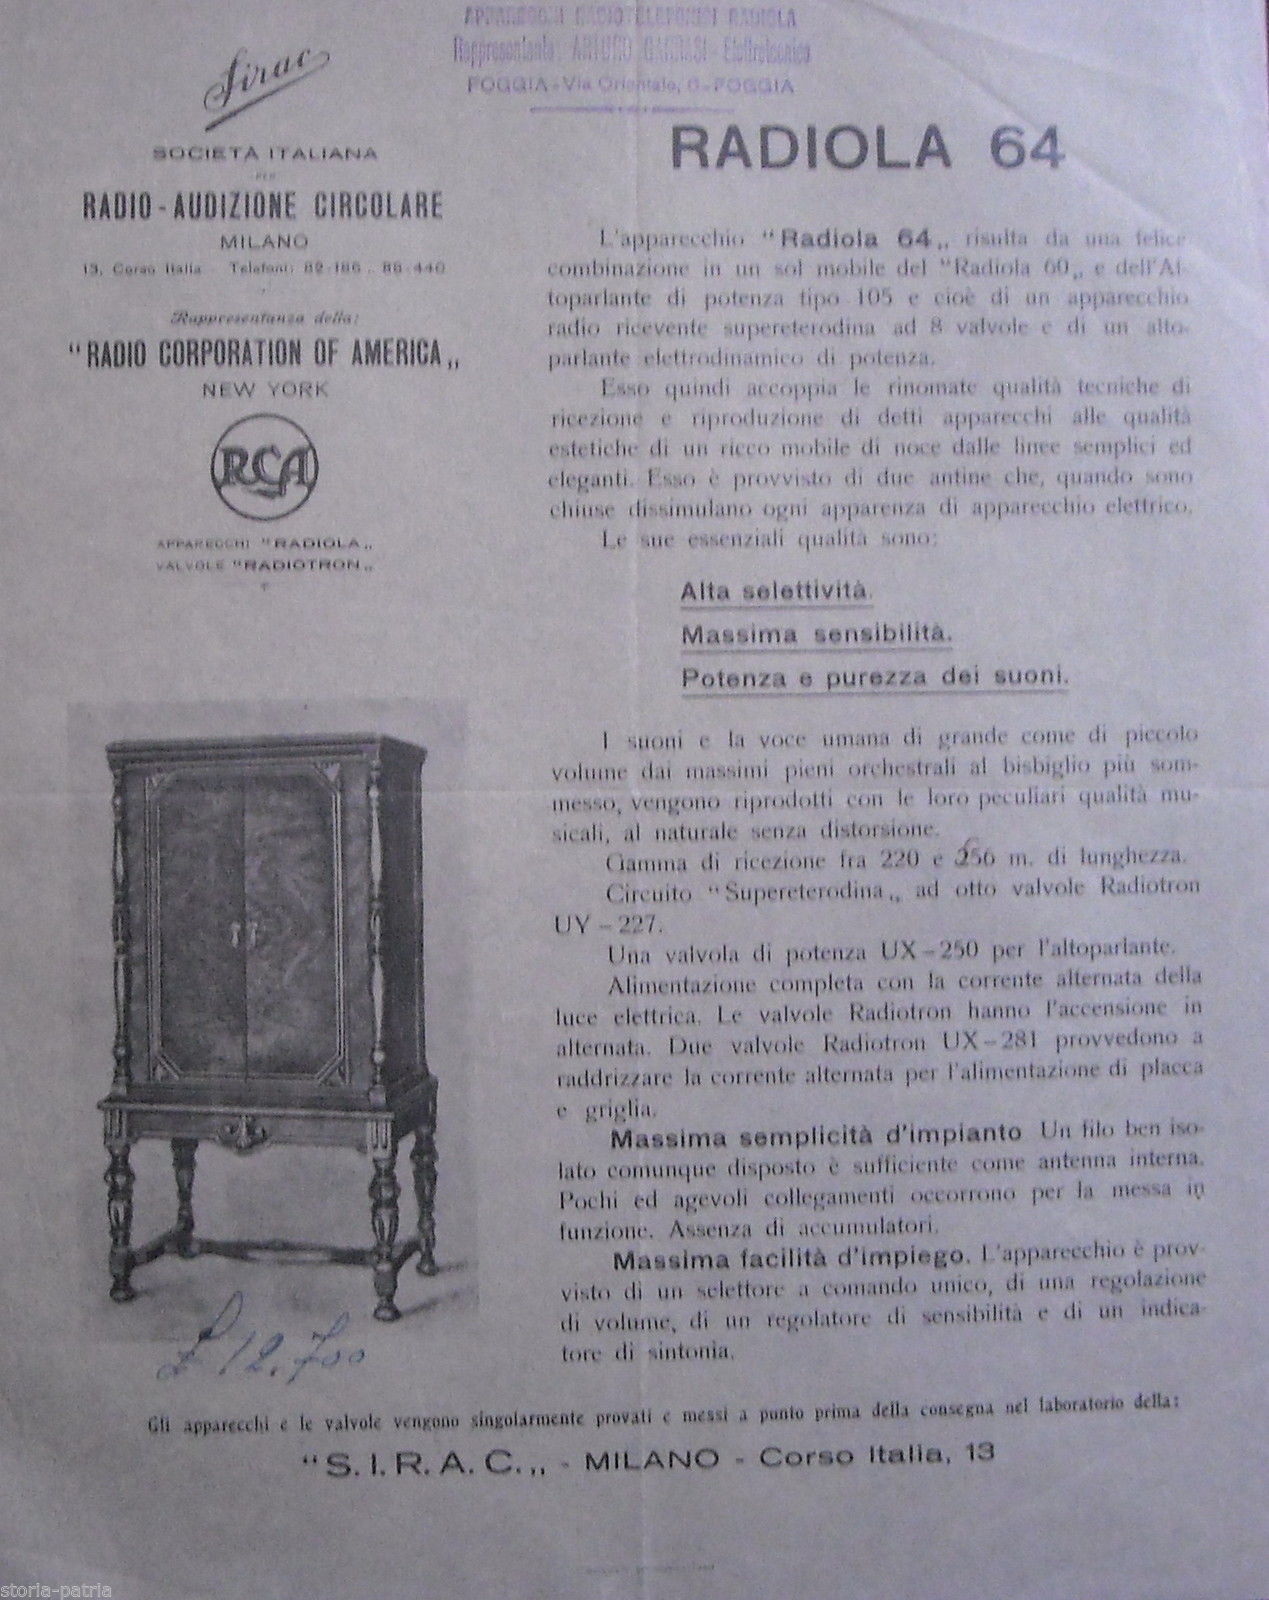 APPARECCHI RADIOTELEFONICI RADIOLA
Rappresentante: ARTURO - Elettrotecnico
FOGGIA - Via Orientale, 6 - FOGGIA
Sirac
SOCIETÀ ITALIANA
PER
RADIO - AUDIZIONE CIRCOLARE
MILANO
13, Corso Italia - Telefoni: 82-186 - 86-440
Rappresentanza della:
"RADIO CORPORATION OF AMERICA„
NEW YORK
RCA
APPARECCHI "RADIOLA„
VALVOLE "RADIOTRON„
RADIOLA 64
L'apparecchio "Radiola 64„ risulta da una felice
combinazione in un sol mobile del "Radiola 60„ e dell'Al-
toparlante di potenza tipo 105 e cioè di un apparecchio
radio ricevente supereterodina ad 8 valvole e di un alto-
parlante elettrodinamico di potenza.
Esso quindi accoppia le rinomate qualità tecniche di
ricezione e riproduzione di detti apparecchi alle qualità
estetiche di un ricco mobile di noce dalle linee semplici ed
eleganti. Esso è provvisto di due antine che, quando sono
chiuse dissimulano ogni apparenza di apparecchio elettrico.
Le sue essenziali qualità sono:
Alta selettività.
Massima sensibilità.
Potenza e purezza dei suoni.
I suoni e la voce umana di grande come di piccolo
volume dai massimi pieni orchestrali al bisbiglio più som-
messo, vengono riprodotti con le loro peculiari qualità mu-
sicali, al naturale senza distorsione.
Gamma di ricezione fra 220 e 656 m. di lunghezza.
Circuito "Supereterodina„ ad otto valvole Radiotron
UY - 227.
Una valvola di potenza UX - 250 per l'altoparlante.
Alimentazione completa con la corrente alternata della
luce elettrica. Le valvole Radiotron hanno l'accensione in
alternata. Due valvole Radiotron UX - 281 provvedono a
raddrizzare la corrente alternata per l'alimentazione di placca
e griglia.
Massima semplicità d'impianto Un filo ben iso-
lato comunque disposto è sufficiente come antenna interna.
Pochi ed agevoli collegamenti occorrono per la messa in
funzione. Assenza di accumulatori.
Massima facilità d'impiego. L'apparecchio è prov-
visto di un selettore a comando unico, di una regolazione
di volume, di un regolatore di sensibilità e di un indica-
tore di sintonia.
£ 12.700
Gli apparecchi e le valvole vengono singolarmente provati e messi a punto prima della consegna nel laboratorio della:
"S. I. R. A. C.„ - MILANO - Corso Italia, 13
storia-patria